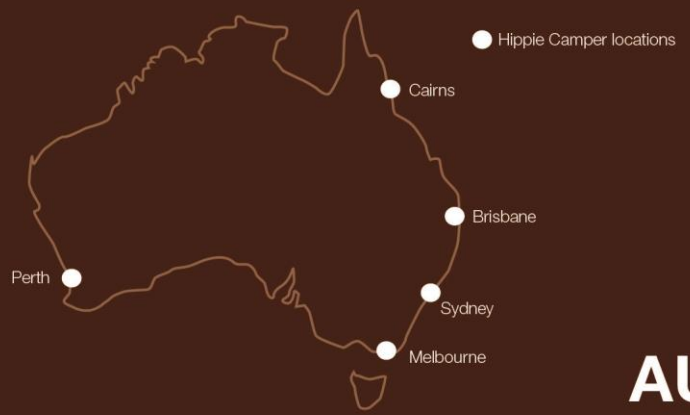 Hippie Camper locations
Cairns
Brisbane
Perth
Sydney
Melbourne
AU